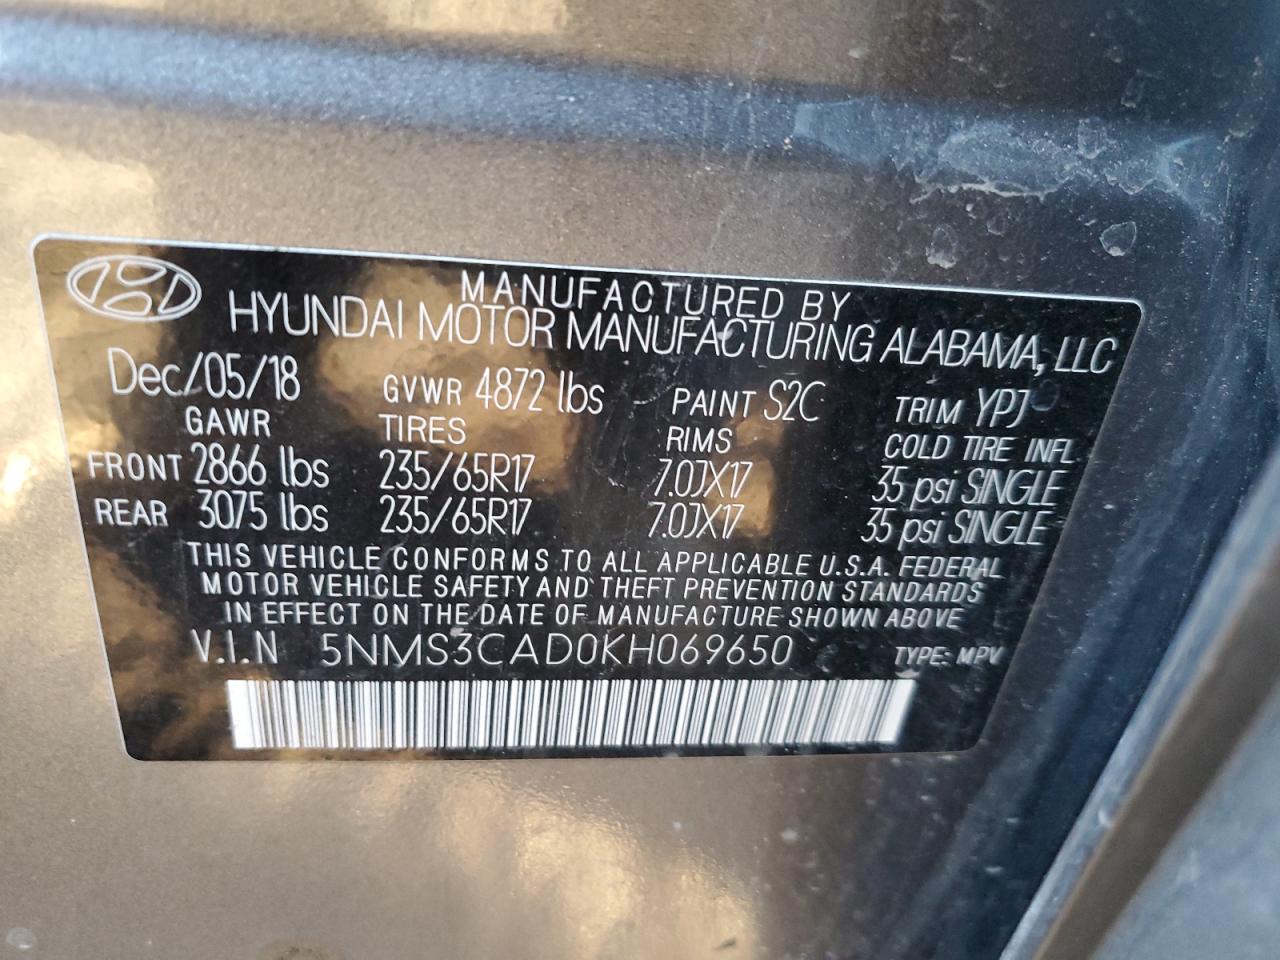 MANUFACTURED BY
HYUNDAI MOTOR MANUFACTURING ALABAMA, LLC
Dec/05/18 GVWR 4872 lbs PAINT S2C TRIM YPJ
GAWR TIRES RIMS COLD TIRE INFL
FRONT 2866 lbs 235/65R17 7.0JX17 35 psi SINGLE
REAR 3075 lbs 235/65R17 7.0JX17 35 psi SINGLE
THIS VEHICLE CONFORMS TO ALL APPLICABLE U.S.A. FEDERAL
MOTOR VEHICLE SAFETY AND THEFT PREVENTION STANDARDS
IN EFFECT ON THE DATE OF MANUFACTURE SHOWN ABOVE
V.I.N 5NMS3CAD0KH069650 TYPE: MPV